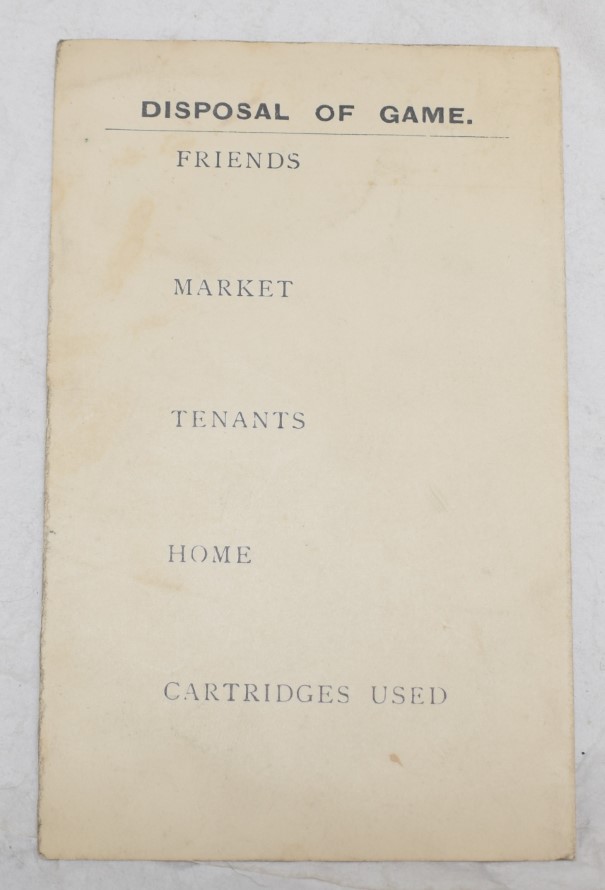 DISPOSAL OF GAME.
FRIENDS
MARKET
TENANTS
HOME
CARTRIDGES USED